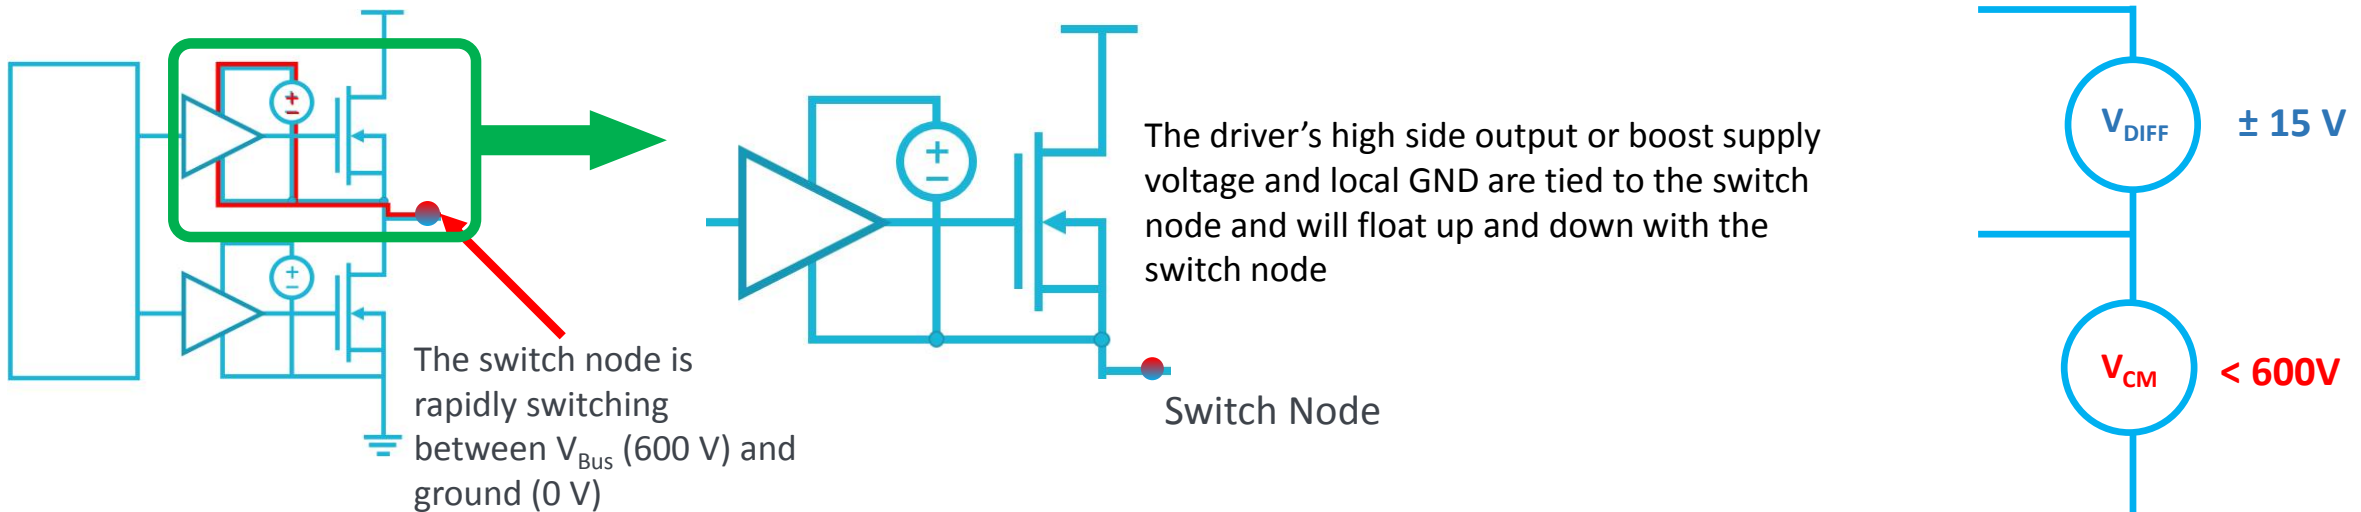 The switch node is
rapidly switching
between VBus (600 V) and
ground (0 V)
+
−
+
−
+
−
The driver’s high side output or boost supply
voltage and local GND are tied to the switch
node and will float up and down with the
switch node
Switch Node
VDIFF
± 15 V
VCM
< 600V